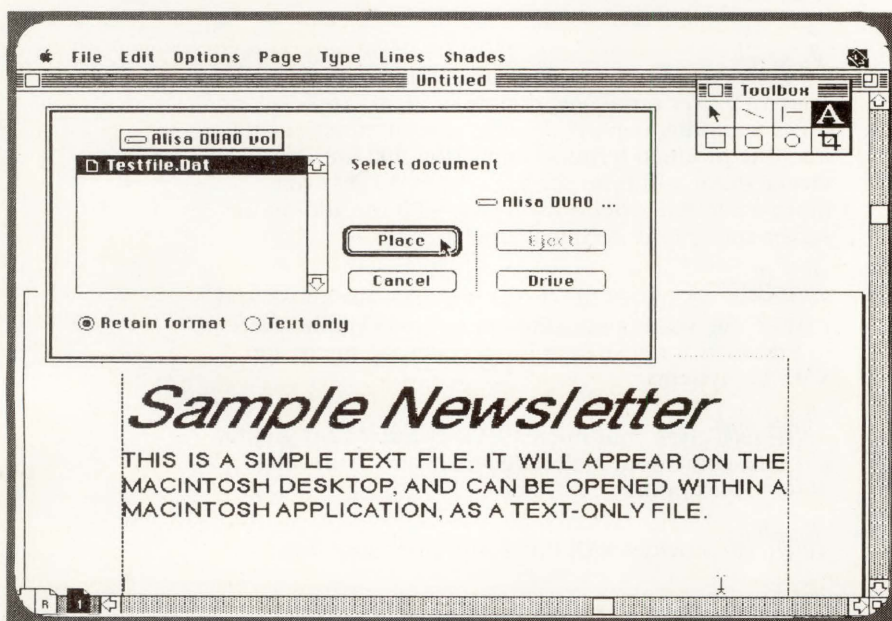 File Edit Options Page Type Lines Shades
Untitled
Toolbox
A
Alisa DUA0 vol
Testfile.Dat
Select document
Alisa DUA0 ...
Place
Eject
Cancel
Drive
Retain format Text only
Sample Newsletter
THIS IS A SIMPLE TEXT FILE. IT WILL APPEAR ON THE
MACINTOSH DESKTOP, AND CAN BE OPENED WITHIN A
MACINTOSH APPLICATION, AS A TEXT-ONLY FILE.
R 1